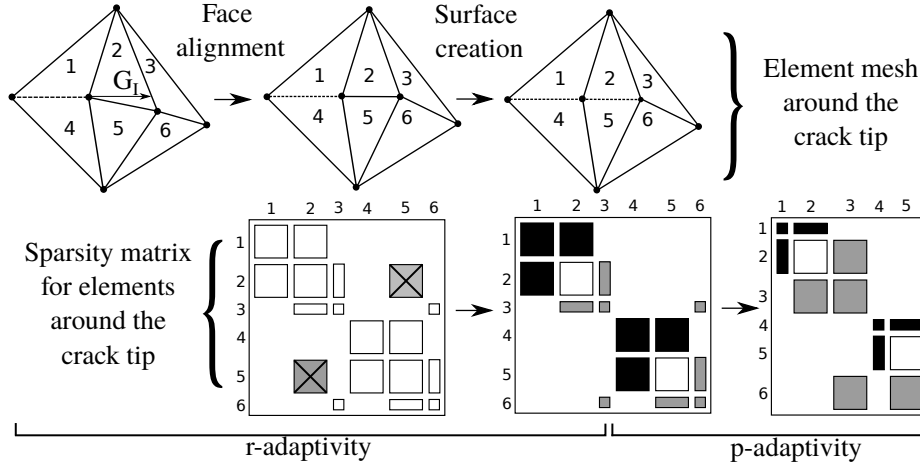 Face
alignment
Surface
creation
1 2 3 4 5 6
G_I
1 2 3 4 5 6
1 2 3 4 5 6
Element mesh
around the
crack tip
Sparsity matrix
for elements
around the
crack tip
1 2 3 4 5 6
1
2
3
4
5
6
1 2 3 4 5 6
1
2
3
4
5
6
1 2 3 4 5
1
2
3
4
5
6
r-adaptivity
p-adaptivity